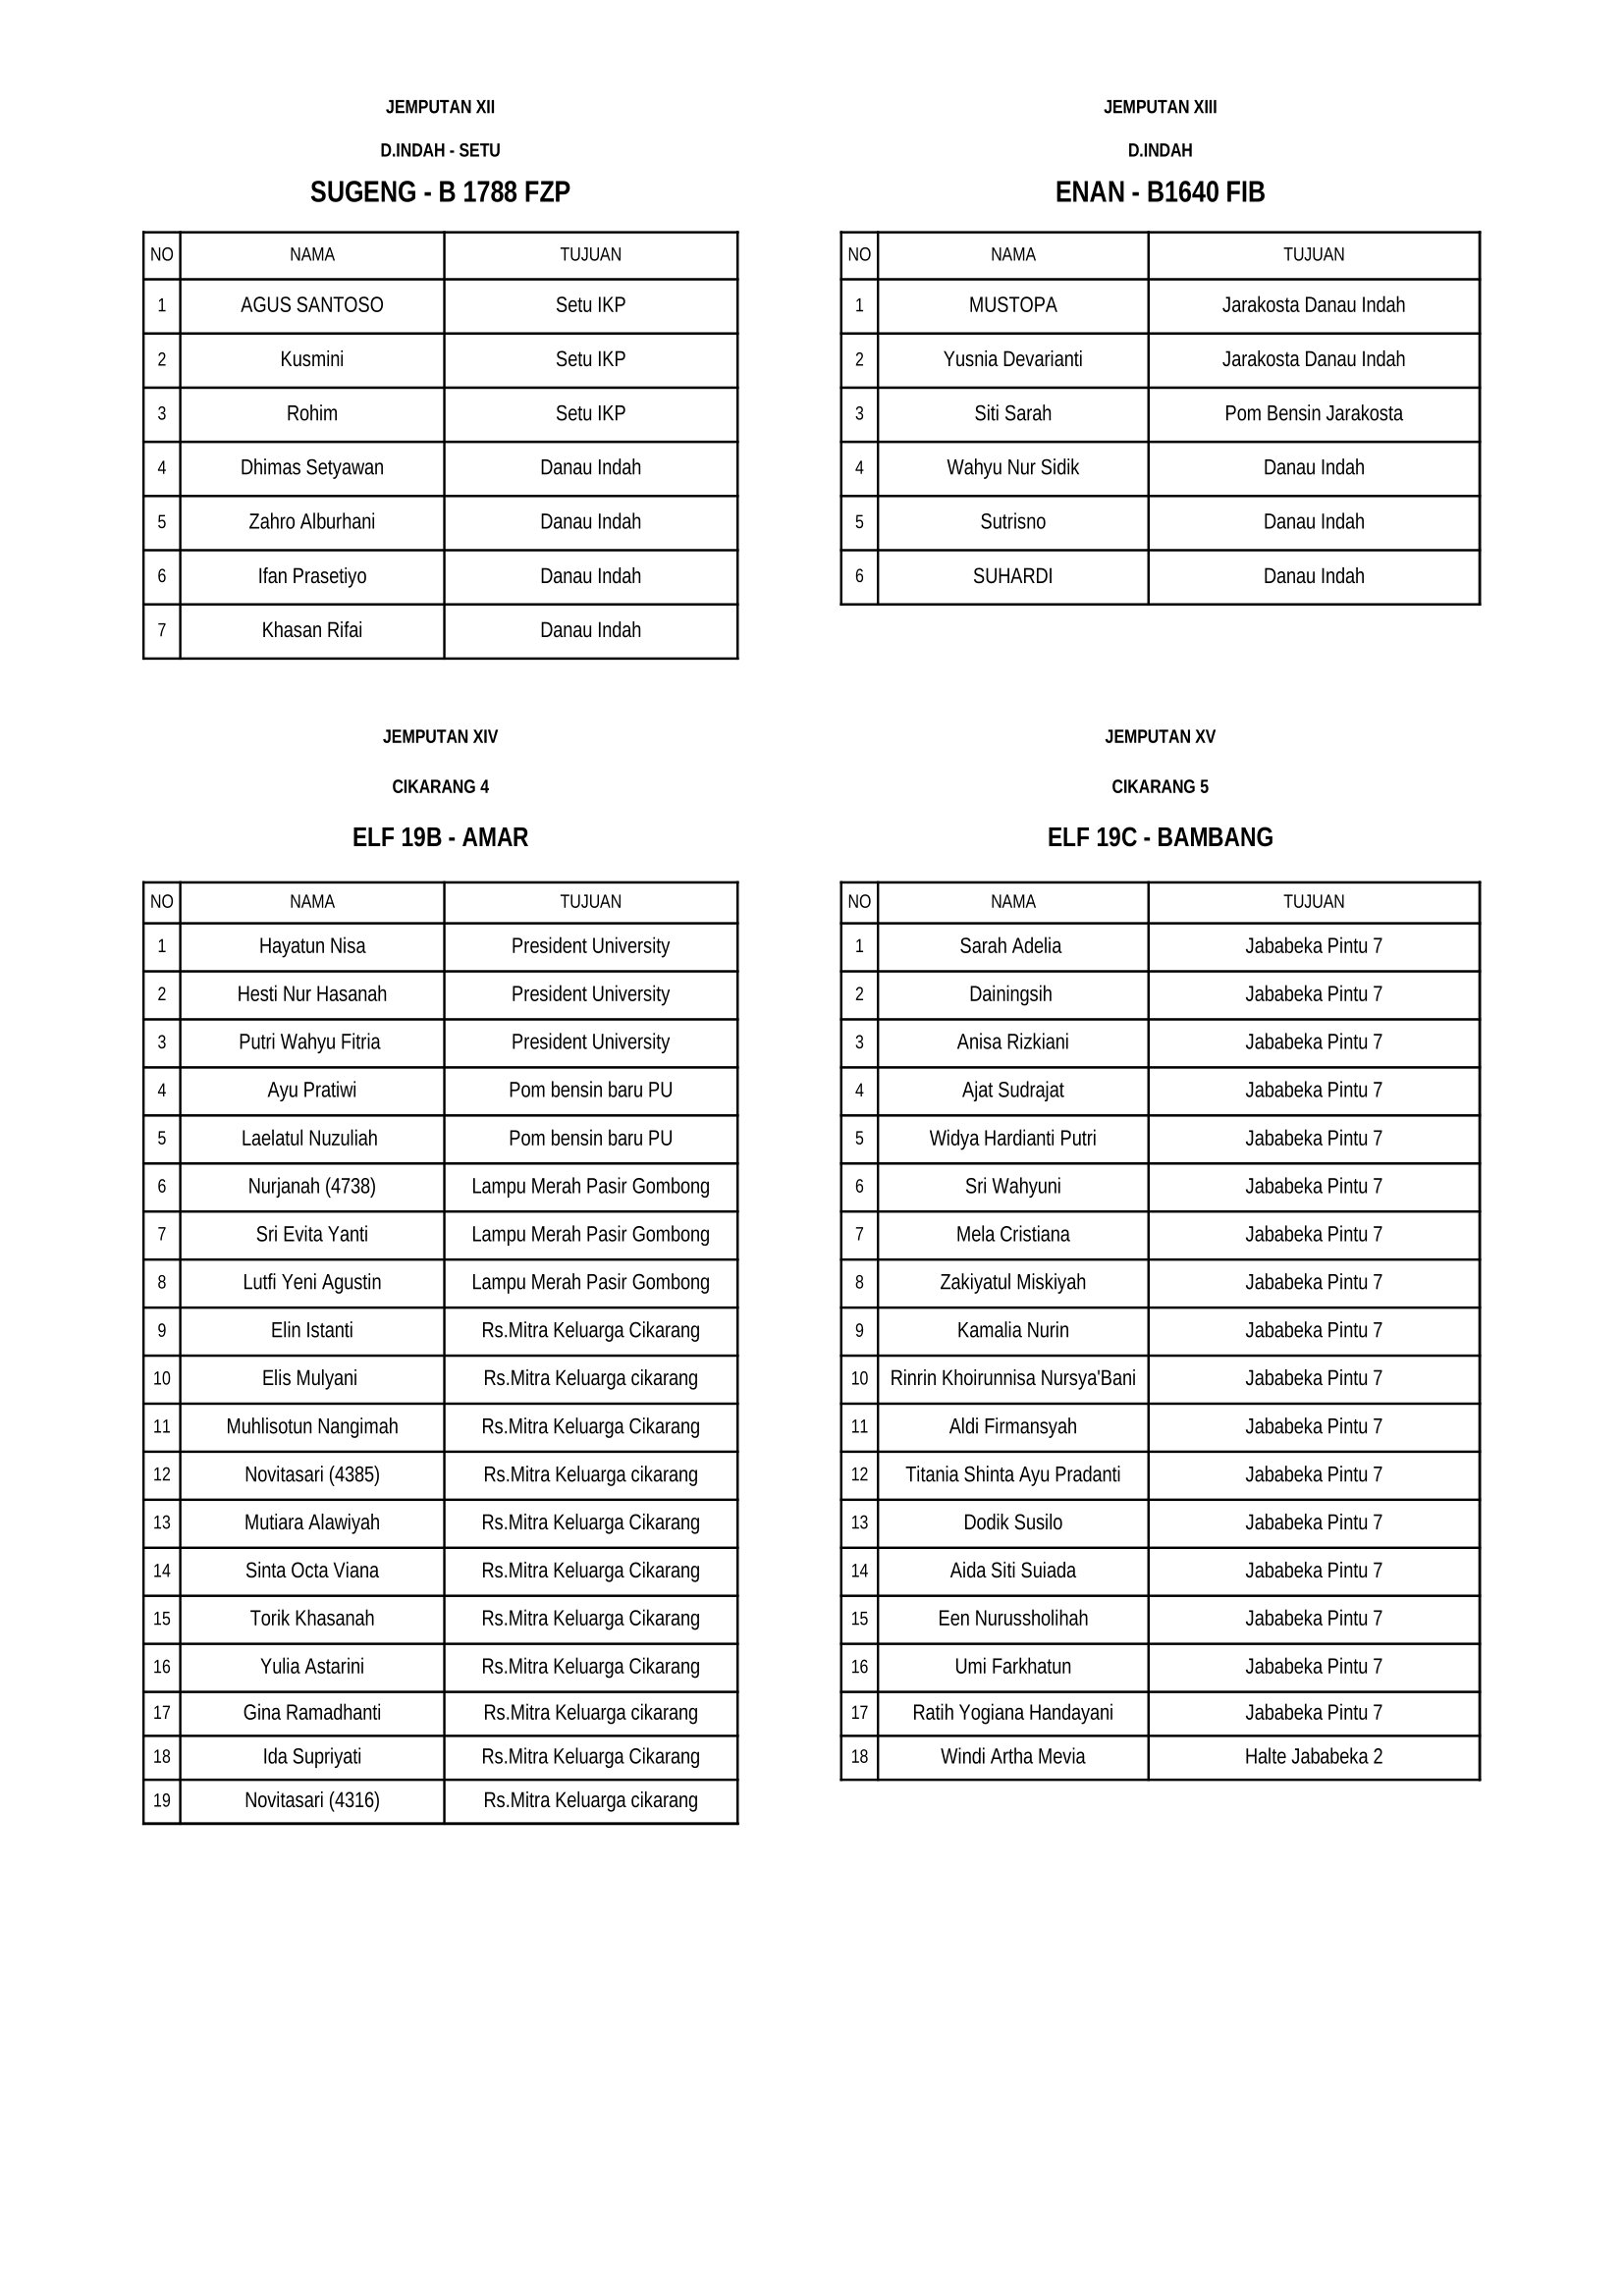 JEMPUTAN XII
D.INDAH - SETU
SUGENG - B 1788 FZP
NO NAMA TUJUAN
1 AGUS SANTOSO Setu IKP
2 Kusmini Setu IKP
3 Rohim Setu IKP
4 Dhimas Setyawan Danau Indah
5 Zahro Alburhani Danau Indah
6 Ifan Prasetiyo Danau Indah
7 Khasan Rifai Danau Indah
JEMPUTAN XIII
D.INDAH
ENAN - B1640 FIB
NO NAMA TUJUAN
1 MUSTOPA Jarakosta Danau Indah
2 Yusnia Devarianti Jarakosta Danau Indah
3 Siti Sarah Pom Bensin Jarakosta
4 Wahyu Nur Sidik Danau Indah
5 Sutrisno Danau Indah
6 SUHARDI Danau Indah
JEMPUTAN XIV
CIKARANG 4
ELF 19B - AMAR
NO NAMA TUJUAN
1 Hayatun Nisa President University
2 Hesti Nur Hasanah President University
3 Putri Wahyu Fitria President University
4 Ayu Pratiwi Pom bensin baru PU
5 Laelatul Nuzuliah Pom bensin baru PU
6 Nurjanah (4738) Lampu Merah Pasir Gombong
7 Sri Evita Yanti Lampu Merah Pasir Gombong
8 Lutfi Yeni Agustin Lampu Merah Pasir Gombong
9 Elin Istanti Rs.Mitra Keluarga Cikarang
10 Elis Mulyani Rs.Mitra Keluarga cikarang
11 Muhlisotun Nangimah Rs.Mitra Keluarga Cikarang
12 Novitasari (4385) Rs.Mitra Keluarga cikarang
13 Mutiara Alawiyah Rs.Mitra Keluarga Cikarang
14 Sinta Octa Viana Rs.Mitra Keluarga Cikarang
15 Torik Khasanah Rs.Mitra Keluarga Cikarang
16 Yulia Astarini Rs.Mitra Keluarga Cikarang
17 Gina Ramadhanti Rs.Mitra Keluarga cikarang
18 Ida Supriyati Rs.Mitra Keluarga Cikarang
19 Novitasari (4316) Rs.Mitra Keluarga cikarang
JEMPUTAN XV
CIKARANG 5
ELF 19C - BAMBANG
NO NAMA TUJUAN
1 Sarah Adelia Jababeka Pintu 7
2 Dainingsih Jababeka Pintu 7
3 Anisa Rizkiani Jababeka Pintu 7
4 Ajat Sudrajat Jababeka Pintu 7
5 Widya Hardianti Putri Jababeka Pintu 7
6 Sri Wahyuni Jababeka Pintu 7
7 Mela Cristiana Jababeka Pintu 7
8 Zakiyatul Miskiyah Jababeka Pintu 7
9 Kamalia Nurin Jababeka Pintu 7
10 Rinrin Khoirunnisa Nursya'Bani Jababeka Pintu 7
11 Aldi Firmansyah Jababeka Pintu 7
12 Titania Shinta Ayu Pradanti Jababeka Pintu 7
13 Dodik Susilo Jababeka Pintu 7
14 Aida Siti Suiada Jababeka Pintu 7
15 Een Nurussholihah Jababeka Pintu 7
16 Umi Farkhatun Jababeka Pintu 7
17 Ratih Yogiana Handayani Jababeka Pintu 7
18 Windi Artha Mevia Halte Jababeka 2